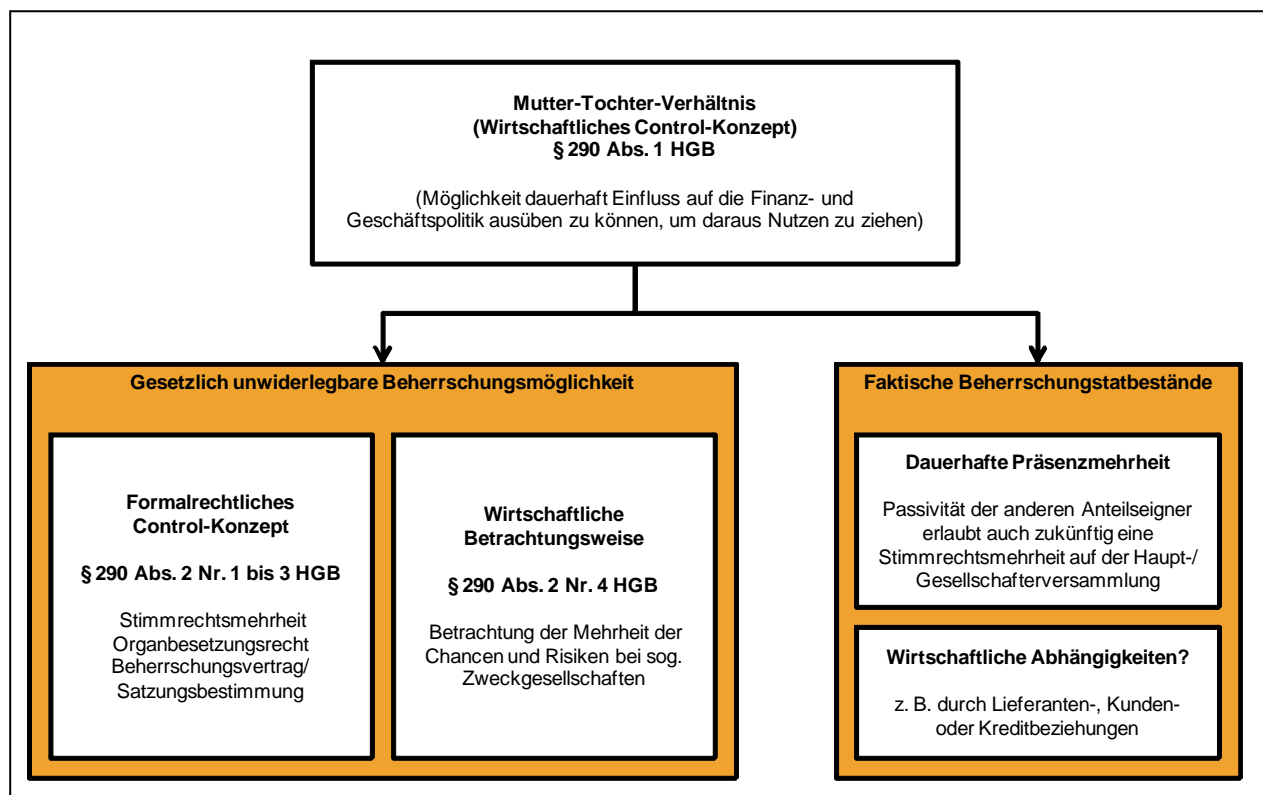 Mutter-Tochter-Verhältnis
(Wirtschaftliches Control-Konzept)
§ 290 Abs. 1 HGB
(Möglichkeit dauerhaft Einfluss auf die Finanz- und
Geschäftspolitik ausüben zu können, um daraus Nutzen zu ziehen)
Gesetzlich unwiderlegbare Beherrschungsmöglichkeit
Formalrechtliches
Control-Konzept
§ 290 Abs. 2 Nr. 1 bis 3 HGB
Stimmrechtsmehrheit
Organbesetzungsrecht
Beherrschungsvertrag/
Satzungsbestimmung
Wirtschaftliche
Betrachtungsweise
§ 290 Abs. 2 Nr. 4 HGB
Betrachtung der Mehrheit der
Chancen und Risiken bei sog.
Zweckgesellschaften
Faktische Beherrschungstatbestände
Dauerhafte Präsenzmehrheit
Passivität der anderen Anteilseigner
erlaubt auch zukünftig eine
Stimmrechtsmehrheit auf der Haupt-/
Gesellschafterversammlung
Wirtschaftliche Abhängigkeiten?
z. B. durch Lieferanten-, Kunden-
oder Kreditbeziehungen